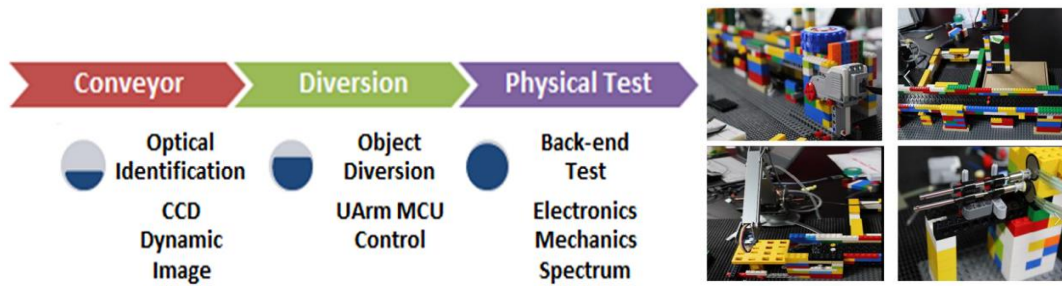 Conveyor
Diversion
Physical Test
Optical
Identification
CCD
Dynamic
Image
Object
Diversion
UArm MCU
Control
Back-end
Test
Electronics
Mechanics
Spectrum